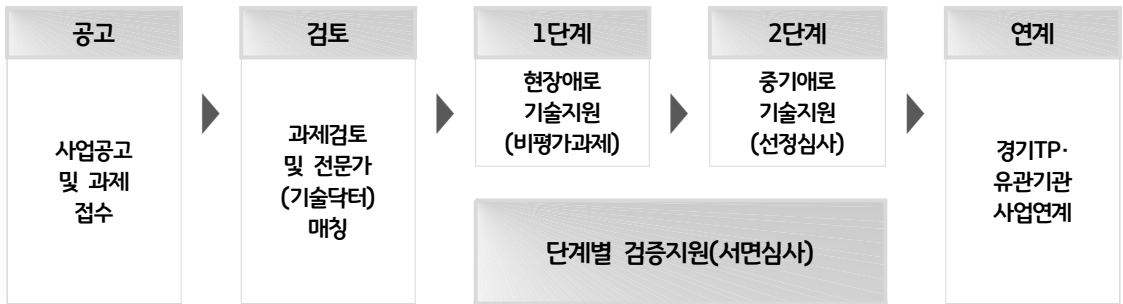 공고
사업공고
및 과제
접수
검토
과제검토
및 전문가
(기술닥터)
매칭
1단계
현장애로
기술지원
(비평가과제)
2단계
중기애로
기술지원
(선정심사)
단계별 검증지원(서면심사)
연계
경기TP·
유관기관
사업연계